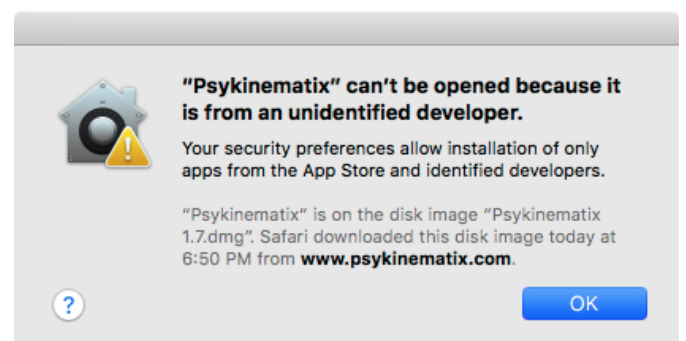 “Psykinematix” can’t be opened because it
is from an unidentified developer.
Your security preferences allow installation of only
apps from the App Store and identified developers.
“Psykinematix” is on the disk image “Psykinematix
1.7.dmg”. Safari downloaded this disk image today at
6:50 PM from www.psykinematix.com.
?
OK